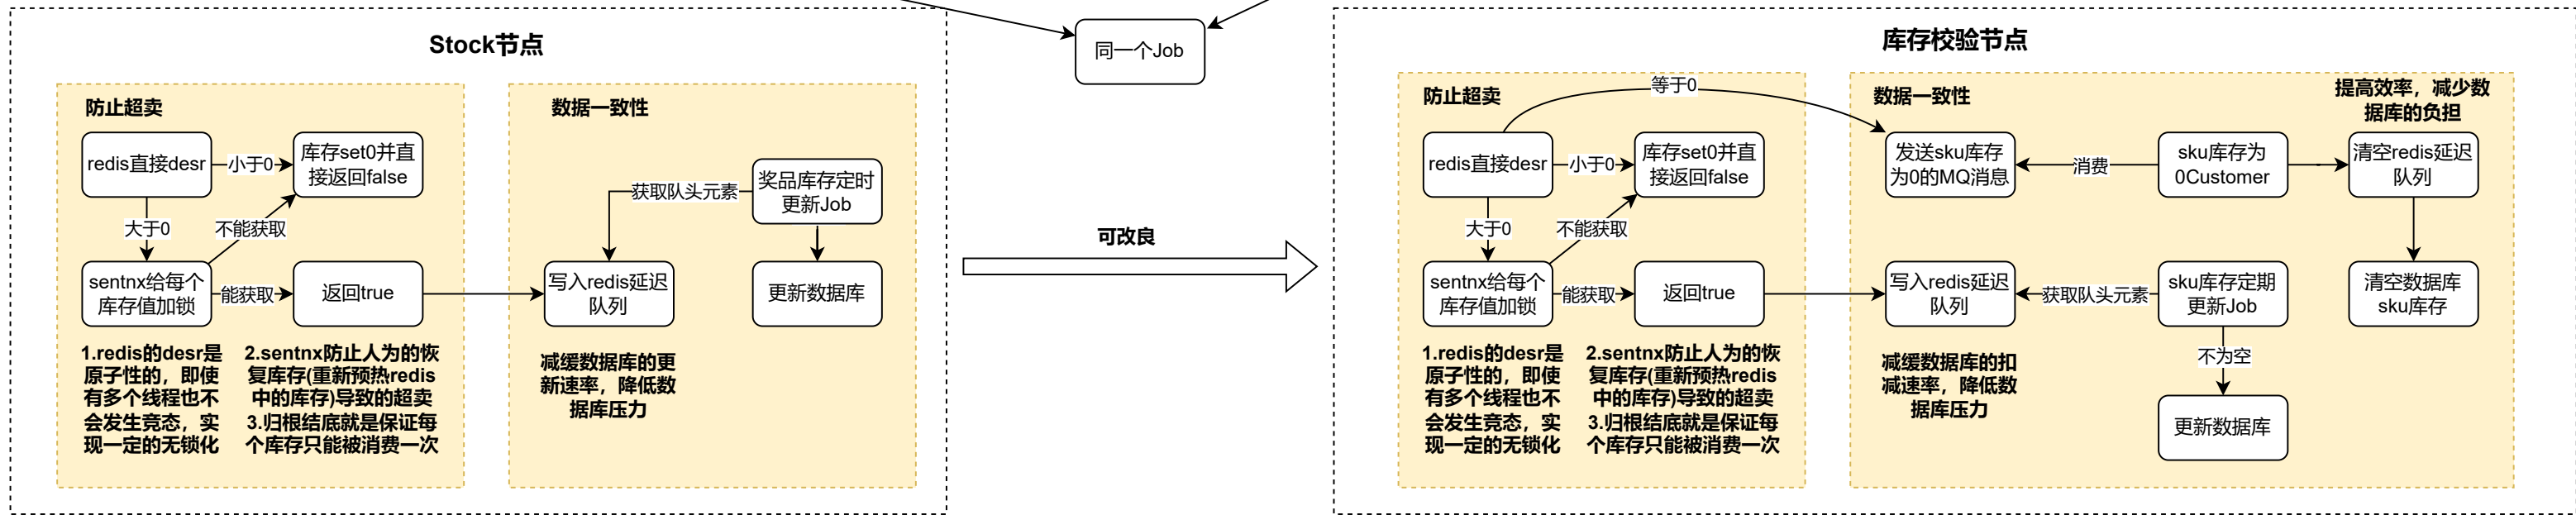 同一个Job
Stock节点
防止超卖
redis直接desr
小于0
库存set0并直
接返回false
大于0
不能获取
sentnx给每个
库存值加锁
能获取
返回true
1.redis的desr是
原子性的，即使
有多个线程也不
会发生竞态，实
现一定的无锁化
2.sentnx防止人为的恢
复库存(重新预热redis
中的库存)导致的超卖
3.归根结底就是保证每
个库存只能被消费一次
数据一致性
获取队头元素
奖品库存定时
更新Job
写入redis延迟
队列
更新数据库
减缓数据库的更
新速率，降低数
据库压力
可改良
库存校验节点
防止超卖
等于0
redis直接desr
小于0
库存set0并直
接返回false
大于0
不能获取
sentnx给每个
库存值加锁
能获取
返回true
1.redis的desr是
原子性的，即使
有多个线程也不
会发生竞态，实
现一定的无锁化
2.sentnx防止人为的恢
复库存(重新预热redis
中的库存)导致的超卖
3.归根结底就是保证每
个库存只能被消费一次
数据一致性
提高效率，减少数
据库的负担
发送sku库存
为0的MQ消息
消费
sku库存为
0Customer
清空redis延迟
队列
写入redis延迟
队列
获取队头元素
sku库存定期
更新Job
清空数据库
sku库存
不为空
更新数据库
减缓数据库的扣
减速率，降低数
据库压力